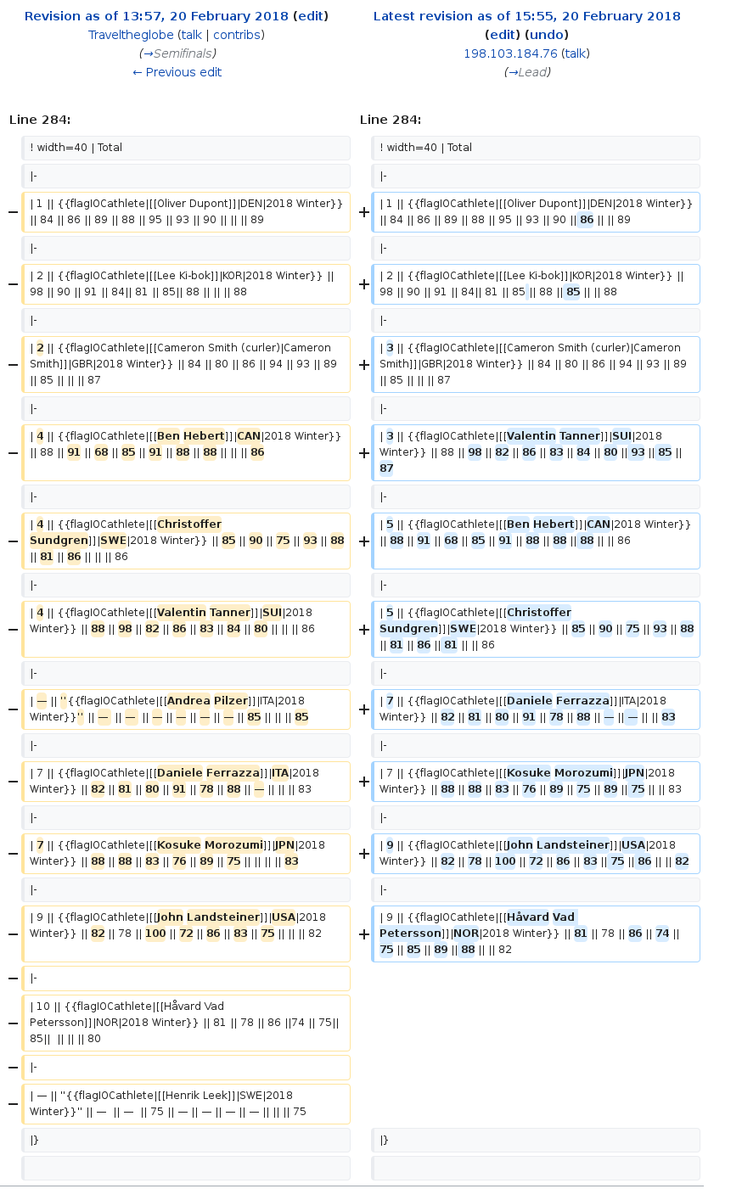 Revision as of 13:57, 20 February 2018 (edit)
Traveltheglobe (talk | contribs)
(→Semifinals)
← Previous edit
Latest revision as of 15:55, 20 February 2018
(edit) (undo)
198.103.184.76 (talk)
(→Lead)
Line 284:
Line 284:
! width=40 | Total
! width=40 | Total
|-
|-
− | 1 || {{flagIOCathlete|[[Oliver Dupont]]|DEN|2018 Winter}}
|| 84 || 86 || 89 || 88 || 95 || 93 || 90 || || || 89
+ | 1 || {{flagIOCathlete|[[Oliver Dupont]]|DEN|2018 Winter}}
|| 84 || 86 || 89 || 88 || 95 || 93 || 90 || 86 || || 89
|-
|-
− | 2 || {{flagIOCathlete|[[Lee Ki-bok]]|KOR|2018 Winter}} ||
98 || 90 || 91 || 84|| 81 || 85|| 88 || || || 88
+ | 2 || {{flagIOCathlete|[[Lee Ki-bok]]|KOR|2018 Winter}} ||
98 || 90 || 91 || 84|| 81 || 85 || 88 || 85 || || 88
|-
|-
− | 2 || {{flagIOCathlete|[[Cameron Smith (curler)|Cameron
Smith]]|GBR|2018 Winter}} || 84 || 80 || 86 || 94 || 93 || 89
|| 85 || || || 87
+ | 3 || {{flagIOCathlete|[[Cameron Smith (curler)|Cameron
Smith]]|GBR|2018 Winter}} || 84 || 80 || 86 || 94 || 93 || 89
|| 85 || || || 87
|-
|-
− | 4 || {{flagIOCathlete|[[Ben Hebert]]|CAN|2018 Winter}}
|| 88 || 91 || 68 || 85 || 91 || 88 || 88 || || || 86
+ | 3 || {{flagIOCathlete|[[Valentin Tanner]]|SUI|2018
Winter}} || 88 || 98 || 82 || 86 || 83 || 84 || 80 || 93 || 85 ||
87
|-
|-
− | 4 || {{flagIOCathlete|[[Christoffer
Sundgren]]|SWE|2018 Winter}} || 85 || 90 || 75 || 93 || 88
|| 81 || 86 || || || 86
+ | 5 || {{flagIOCathlete|[[Ben Hebert]]|CAN|2018 Winter}}
|| 88 || 91 || 68 || 85 || 91 || 88 || 88 || 88 || || 86
|-
|-
− | 4 || {{flagIOCathlete|[[Valentin Tanner]]|SUI|2018
Winter}} || 88 || 98 || 82 || 86 || 83 || 84 || 80 || || || 86
+ | 5 || {{flagIOCathlete|[[Christoffer
Sundgren]]|SWE|2018 Winter}} || 85 || 90 || 75 || 93 || 88
|| 81 || 86 || 81 || || 86
|-
|-
− | — || ''{{flagIOCathlete|[[Andrea Pilzer]]|ITA|2018
Winter}}'' || — || — || — || — || — || — || 85 || || || 85
+ | 7 || {{flagIOCathlete|[[Daniele Ferrazza]]|ITA|2018
Winter}} || 82 || 81 || 80 || 91 || 78 || 88 || — || — || || 83
|-
|-
− | 7 || {{flagIOCathlete|[[Daniele Ferrazza]]|ITA|2018
Winter}} || 82 || 81 || 80 || 91 || 78 || 88 || — || || || 83
+ | 7 || {{flagIOCathlete|[[Kosuke Morozumi]]|JPN|2018
Winter}} || 88 || 88 || 83 || 76 || 89 || 75 || 89 || 75 || || 83
|-
|-
− | 7 || {{flagIOCathlete|[[Kosuke Morozumi]]|JPN|2018
Winter}} || 88 || 88 || 83 || 76 || 89 || 75 || || || || 83
+ | 9 || {{flagIOCathlete|[[John Landsteiner]]|USA|2018
Winter}} || 82 || 78 || 100 || 72 || 86 || 83 || 75 || 86 || || 82
|-
|-
− | 9 || {{flagIOCathlete|[[John Landsteiner]]|USA|2018
Winter}} || 82 || 78 || 100 || 72 || 86 || 83 || 75 || || || 82
+ | 9 || {{flagIOCathlete|[[Håvard Vad
Petersson]]|NOR|2018 Winter}} || 81 || 78 || 86 || 74 ||
75 || 85 || 89 || 88 || || 82
− |-
− | 10 || {{flagIOCathlete|[[Håvard Vad
Petersson]]|NOR|2018 Winter}} || 81 || 78 || 86 ||74 || 75||
85|| || || || 80
− |-
− | — || ''{{flagIOCathlete|[[Henrik Leek]]|SWE|2018
Winter}}'' || — || — || 75 || — || — || — || — || || || 75
|}
|}